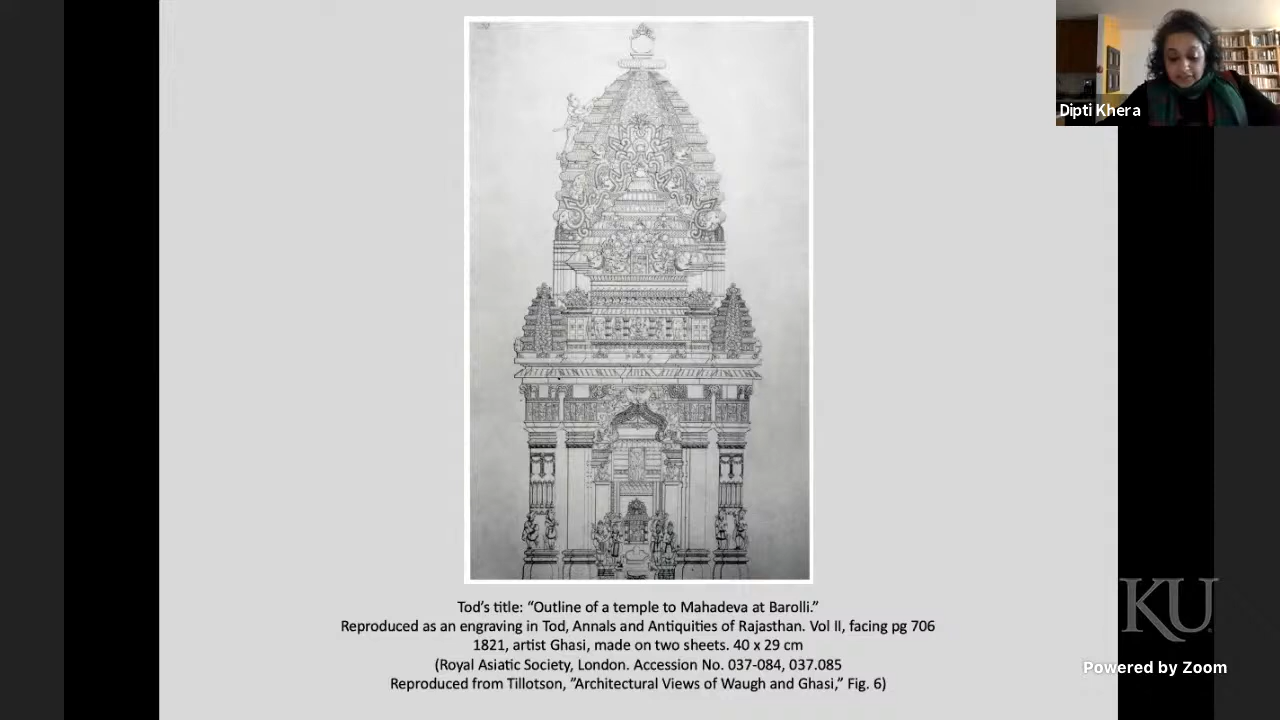 Dipti Khera
Tod's title: “Outline of a temple to Mahadeva at Barolli.”
Reproduced as an engraving in Tod, Annals and Antiquities of Rajasthan. Vol II, facing pg 706
1821, artist Ghasi, made on two sheets. 40 x 29 cm
(Royal Asiatic Society, London. Accession No. 037-084, 037.085
Reproduced from Tillotson, “Architectural Views of Waugh and Ghasi,” Fig. 6)
KU
Powered by Zoom